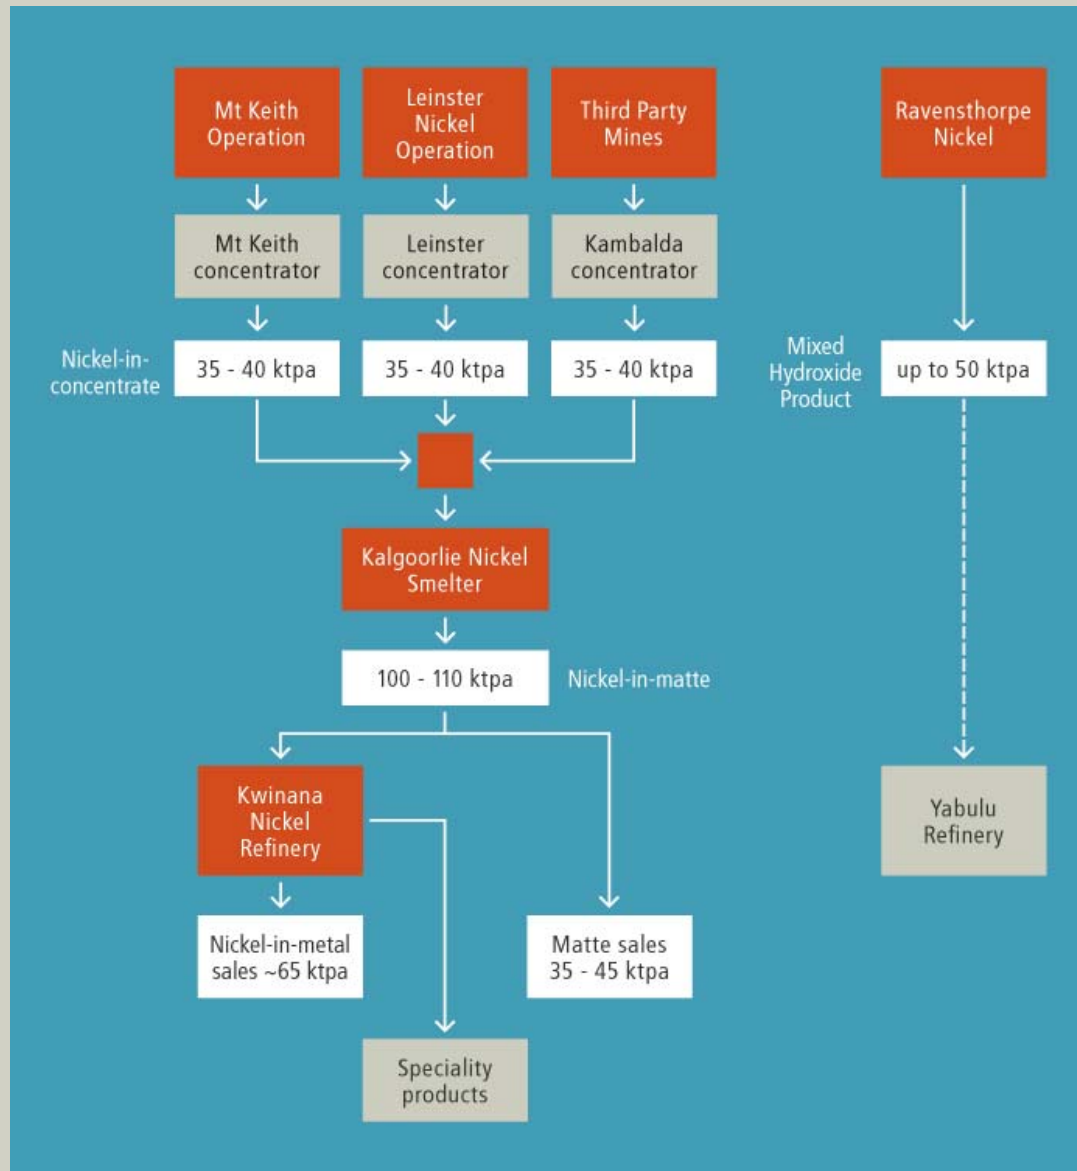 Mt Keith
Operation
Leinster
Nickel
Operation
Third Party
Mines
Ravensthorpe
Nickel
Mt Keith
concentrator
Leinster
concentrator
Kambalda
concentrator
Nickel-in-
concentrate
35 - 40 ktpa
35 - 40 ktpa
35 - 40 ktpa
Mixed
Hydroxide
Product
up to 50 ktpa
Kalgoorlie Nickel
Smelter
100 - 110 ktpa
Nickel-in-matte
Kwinana
Nickel
Refinery
Yabulu
Refinery
Nickel-in-metal
sales ~65 ktpa
Matte sales
35 - 45 ktpa
Speciality
products